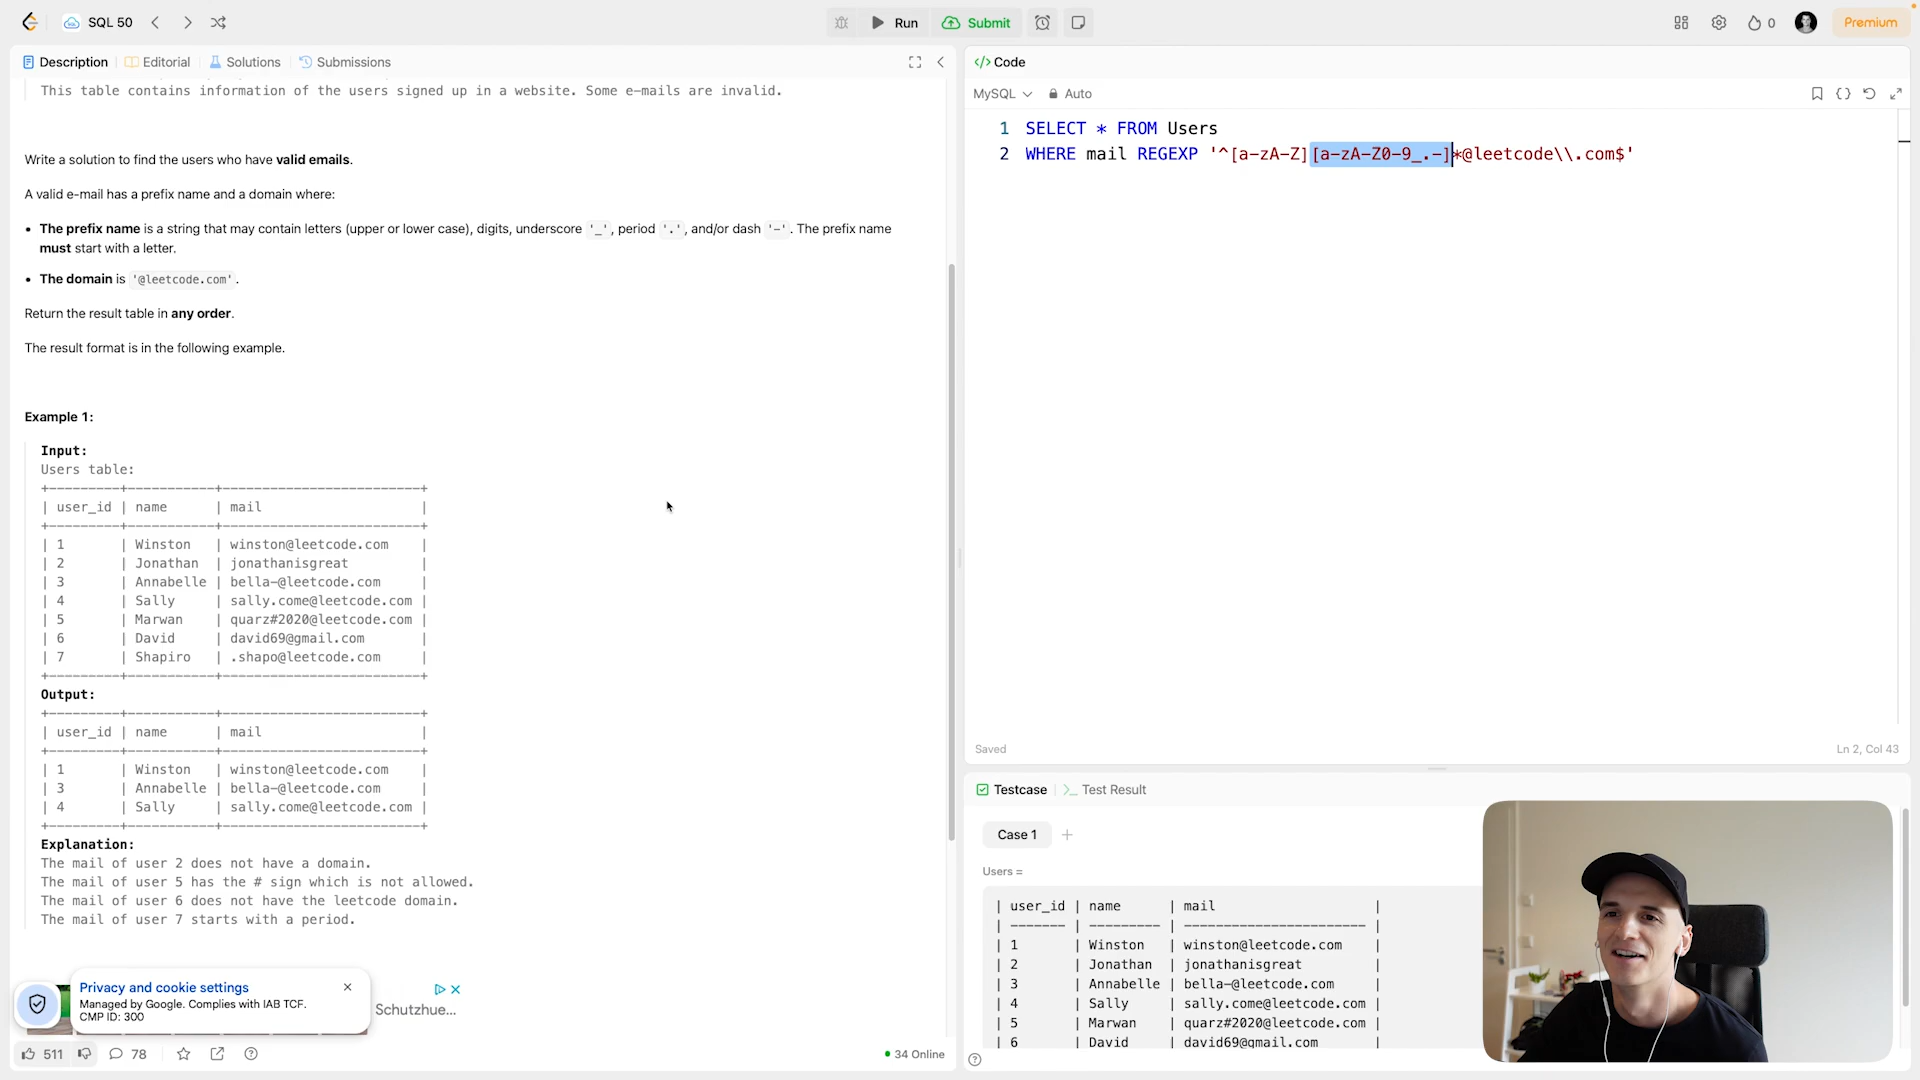 SQL 50
Run
Submit
0
Premium
Description
Editorial
Solutions
Submissions
This table contains information of the users signed up in a website. Some e-mails are invalid.
Write a solution to find the users who have valid emails.
A valid e-mail has a prefix name and a domain where:
• The prefix name is a string that may contain letters (upper or lower case), digits, underscore '_', period '.', and/or dash '-'. The prefix name
must start with a letter.
• The domain is '@leetcode.com'.
Return the result table in any order.
The result format is in the following example.
Example 1:
Input:
Users table:
+---------+-----------+-------------------------+
| user_id | name      | mail                    |
+---------+-----------+-------------------------+
| 1       | Winston   | winston@leetcode.com    |
| 2       | Jonathan  | jonathanisgreat         |
| 3       | Annabelle | bella-@leetcode.com     |
| 4       | Sally     | sally.come@leetcode.com |
| 5       | Marwan    | quarz#2020@leetcode.com |
| 6       | David     | david69@gmail.com       |
| 7       | Shapiro   | .shapo@leetcode.com     |
+---------+-----------+-------------------------+
Output:
+---------+-----------+-------------------------+
| user_id | name      | mail                    |
+---------+-----------+-------------------------+
| 1       | Winston   | winston@leetcode.com    |
| 3       | Annabelle | bella-@leetcode.com     |
| 4       | Sally     | sally.come@leetcode.com |
+---------+-----------+-------------------------+
Explanation:
The mail of user 2 does not have a domain.
The mail of user 5 has the # sign which is not allowed.
The mail of user 6 does not have the leetcode domain.
The mail of user 7 starts with a period.
Privacy and cookie settings
Managed by Google. Complies with IAB TCF.
CMP ID: 300
Schutzhue...
511
78
34 Online
</> Code
MySQL
Auto
1 SELECT * FROM Users
2 WHERE mail REGEXP '^[a-zA-Z][a-zA-Z0-9_.-]*@leetcode\\.com$'
Saved
Ln 2, Col 43
Testcase
Test Result
Case 1
Users =
| user_id | name      | mail                    |
| ------- | --------- | ----------------------- |
| 1       | Winston   | winston@leetcode.com    |
| 2       | Jonathan  | jonathanisgreat         |
| 3       | Annabelle | bella-@leetcode.com     |
| 4       | Sally     | sally.come@leetcode.com |
| 5       | Marwan    | quarz#2020@leetcode.com |
| 6       | David     | david69@gmail.com       |